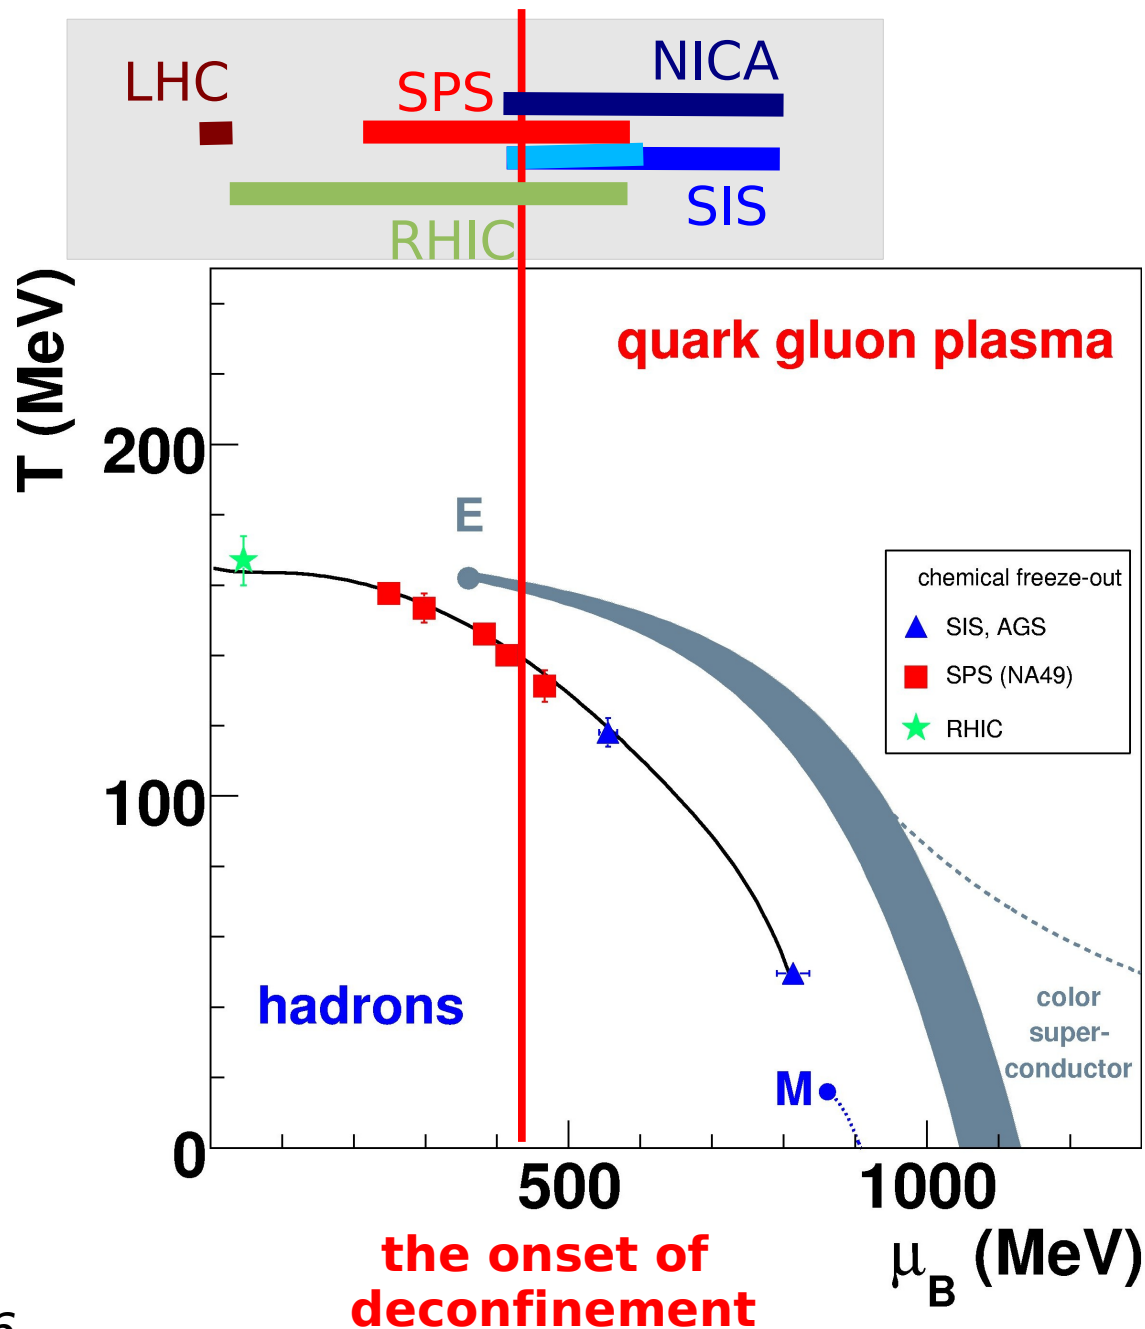 NICA
LHC
SPS
SIS
RHIC
T (MeV)
quark gluon plasma
200
E
chemical freeze-out
SIS, AGS
SPS (NA49)
RHIC
100
hadrons
color
super-
conductor
M
0
500
1000
μB (MeV)
the onset of
deconfinement